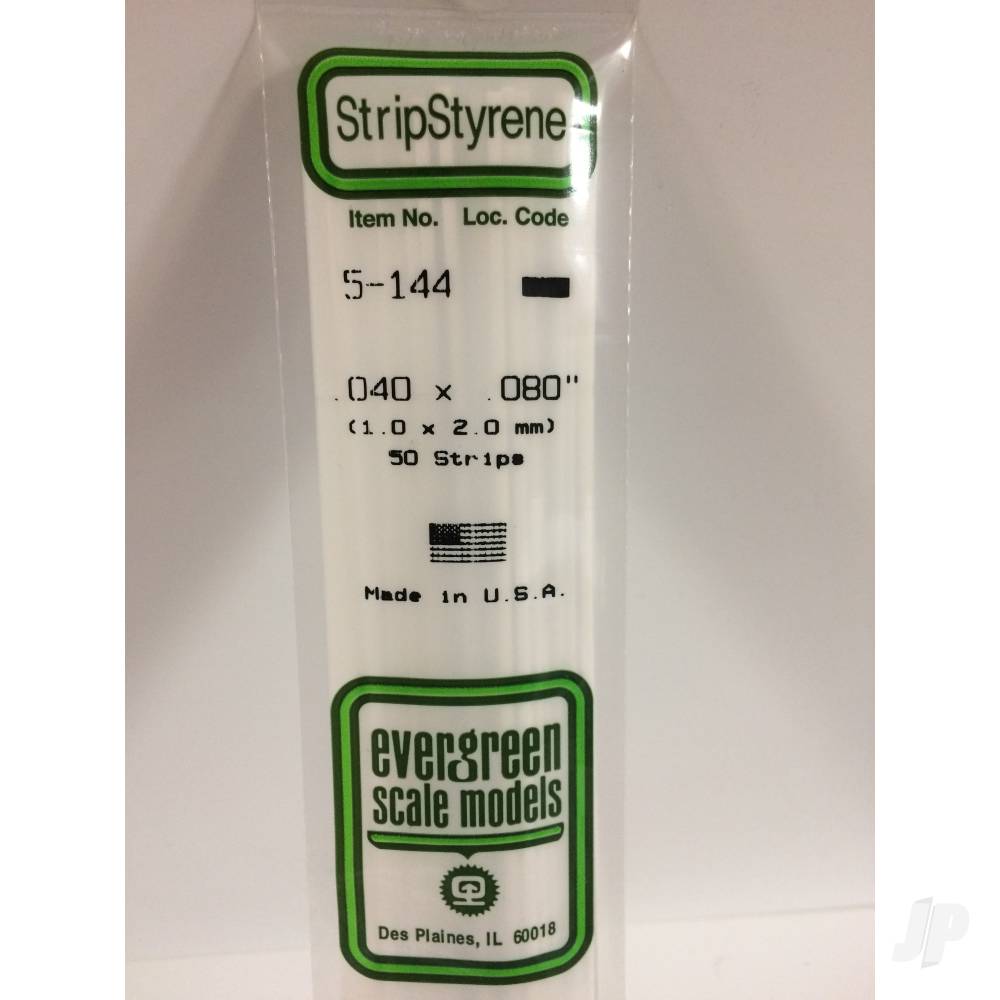 StripStyrene
Item No. Loc. Code
S-144
.040 x .080"
(1.0 x 2.0 mm)
50 Strips
Made in U.S.A.
evergreen
scale models
Des Plaines, IL 60018
JP